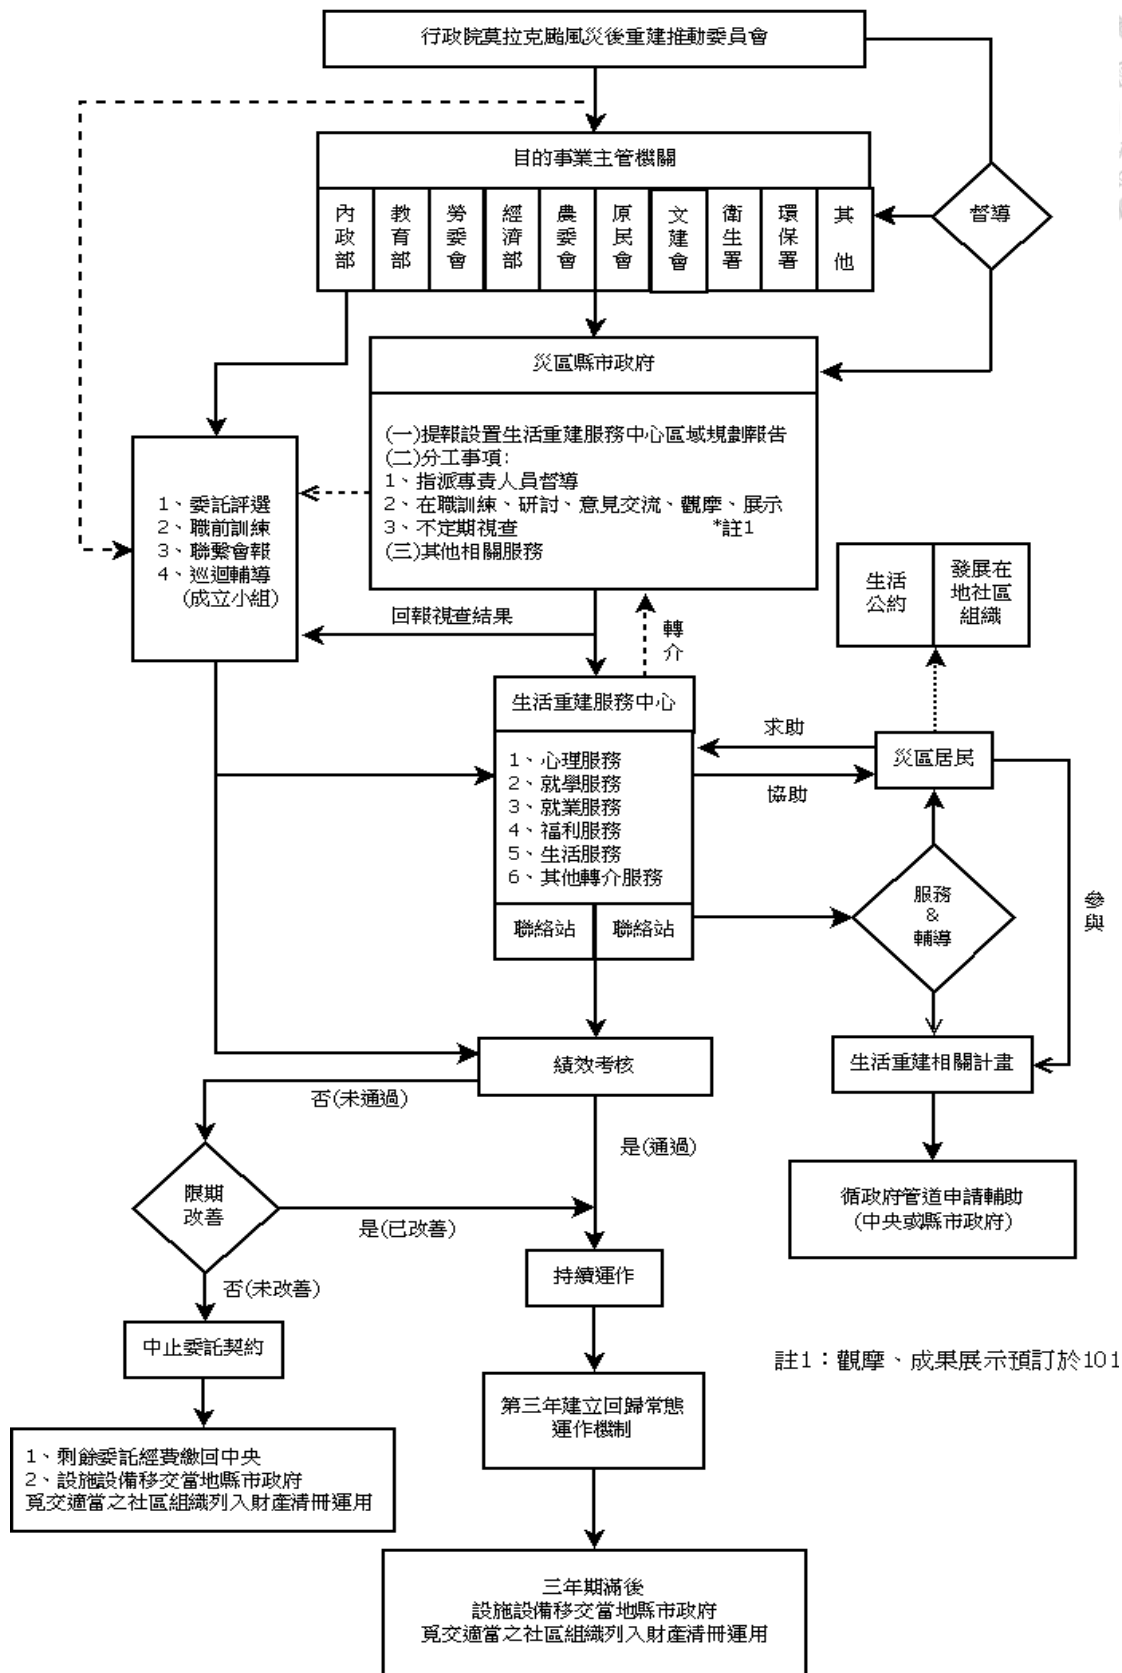 行政院莫拉克颱風災後重建推動委員會
目的事業主管機關
內政部
教育部
勞委會
經濟部
農委會
原民會
文建會
衛生署
環保署
其他
督導
災區縣市政府
(一)提報設置生活重建服務中心區域規劃報告
(二)分工事項:
1、指派專責人員督導
2、在職訓練、研討、意見交流、觀摩、展示
3、不定期視查 *註1
(三)其他相關服務
1、委託評選
2、職前訓練
3、聯繫會報
4、巡迴輔導
(成立小組)
回報視查結果
轉介
生活公約
發展在
地社區
組織
生活重建服務中心
1、心理服務
2、就學服務
3、就業服務
4、福利服務
5、生活服務
6、其他轉介服務
聯絡站
聯絡站
求助
協助
災區居民
服務
&
輔導
參與
生活重建相關計畫
循政府管道申請輔助
(中央或縣市政府)
績效考核
否(未通過)
是(通過)
限期
改善
是(已改善)
否(未改善)
持續運作
中止委託契約
註1：觀摩、成果展示預訂於101
第三年建立回歸常態
運作機制
1、剩餘委託經費繳回中央
2、設施設備移交當地縣市政府
覓交適當之社區組織列入財產清冊運用
三年期滿後
設施設備移交當地縣市政府
覓交適當之社區組織列入財產清冊運用